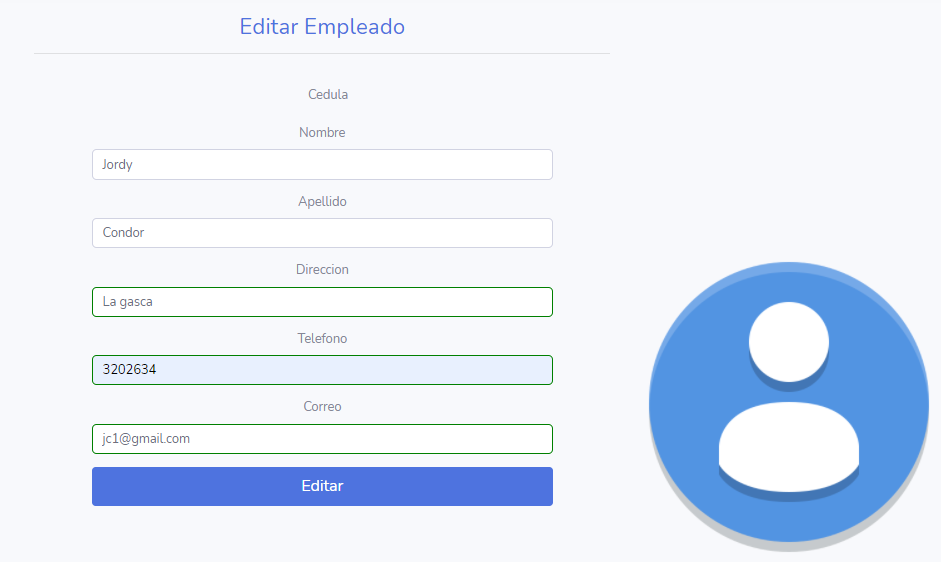 Editar Empleado
Cedula
Nombre
Jordy
Apellido
Condor
Direccion
La gasca
Telefono
3202634
Correo
jc1@gmail.com
Editar